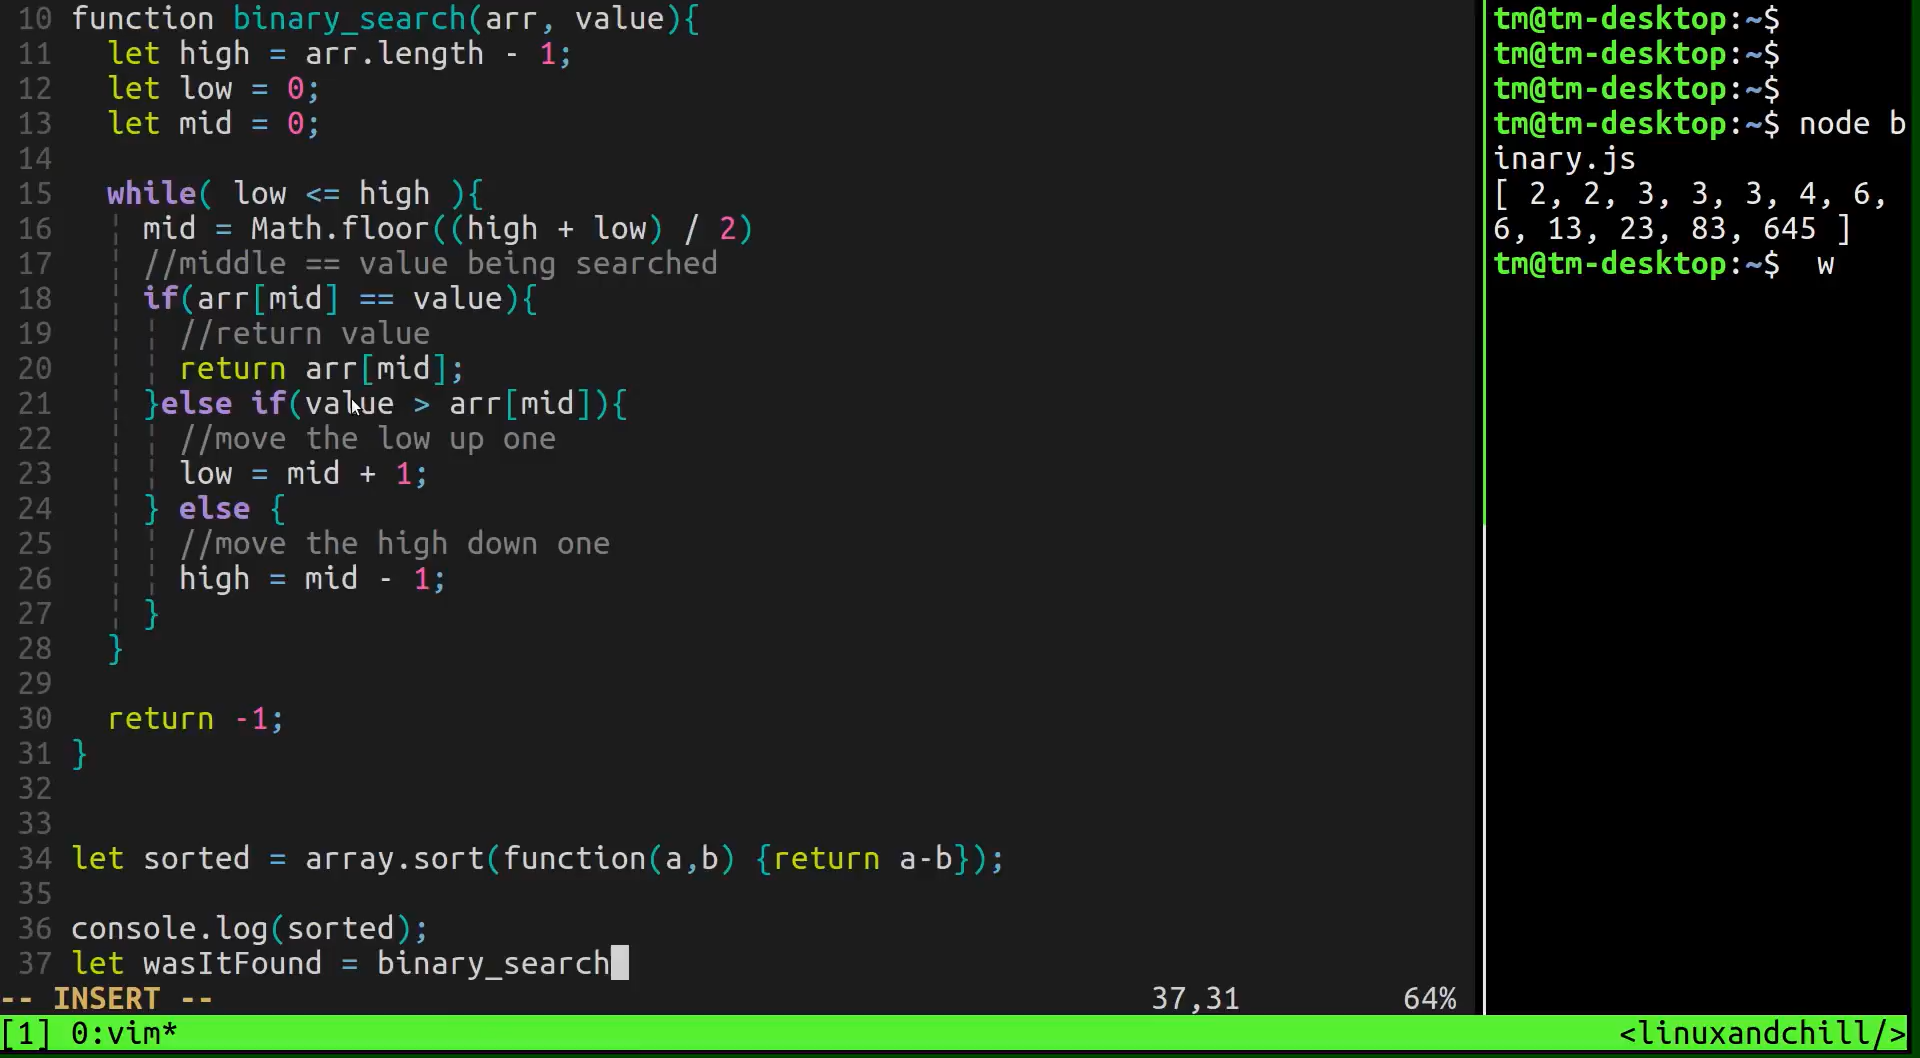 10 function binary_search(arr, value){
11   let high = arr.length - 1;
12   let low = 0;
13   let mid = 0;
14
15   while( low <= high ){
16     mid = Math.floor((high + low) / 2)
17     //middle == value being searched
18     if(arr[mid] == value){
19       //return value
20       return arr[mid];
21     }else if(value > arr[mid]){
22       //move the low up one
23       low = mid + 1;
24     } else {
25       //move the high down one
26       high = mid - 1;
27     }
28   }
29
30   return -1;
31 }
32
33
34 let sorted = array.sort(function(a,b) {return a-b});
35
36 console.log(sorted);
37 let wasItFound = binary_search
-- INSERT -- 37,31 64%
tm@tm-desktop:~$
tm@tm-desktop:~$
tm@tm-desktop:~$
tm@tm-desktop:~$ node b
inary.js
[ 2, 2, 3, 3, 3, 4, 6,
6, 13, 23, 83, 645 ]
tm@tm-desktop:~$  w
[1] 0:vim* <linuxandchill/>